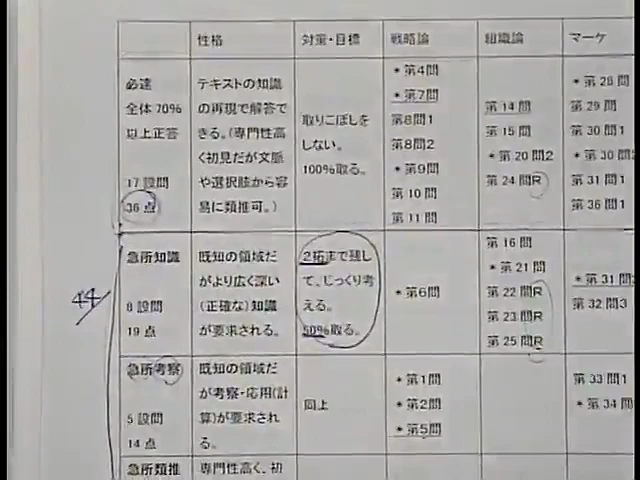 性格 対策・目標 戦略論 組織論 マーケ
必達
全体 70%
以上正答
17 設問
36 点
テキストの知識
の再現で解答で
きる。（専門性高
く初見だが文脈
や選択肢から容
易に類推可。）
取りこぼしを
しない。
100%取る。
*第4問
*第7問
第8問1
第8問2
*第9問
第10問
第11問
第14問
第15問
*第20問2
第24問R
*第28問
第29問
第30問1
*第30問
第31問1
第36問1
急所知識
8 設問
19 点
44
既知の領域だ
がより広く深い
（正確な）知識
が要求される。
2拓まで残し
て、じっくり考
える。
50%取る。
*第6問
第16問
*第21問
第22問R
第23問R
第25問R
*第31問
第32問3
急所考察
5 設問
14 点
既知の領域だ
が考察・応用（計
算）が要求され
る。
同上
*第1問
*第2問
*第5問
第33問1
*第34問
急所類推
専門性高く、初